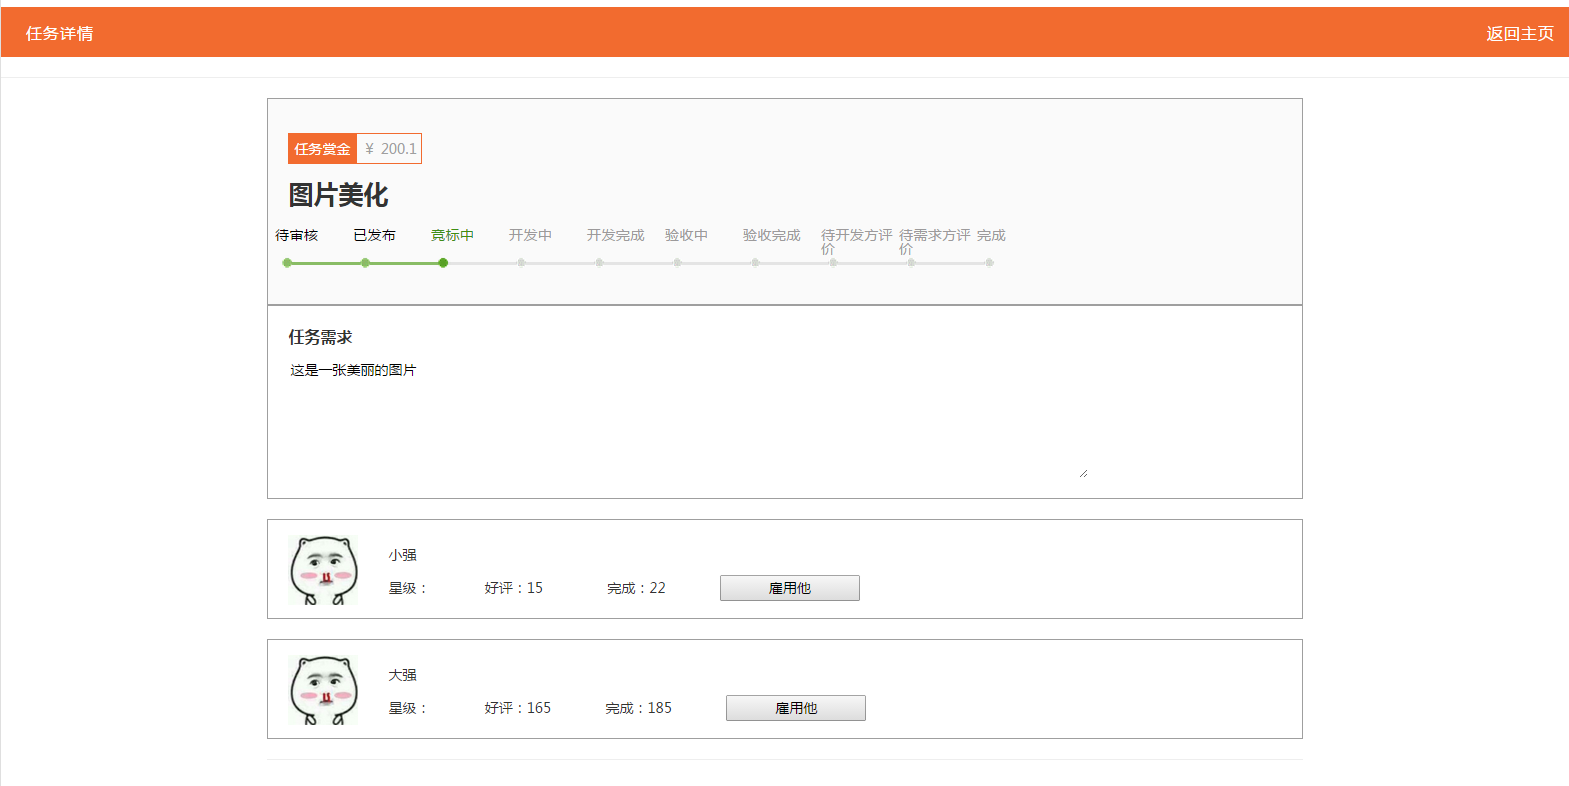 任务详情
返回主页
任务赏金 ¥ 200.1
图片美化
待审核 已发布 竞标中 开发中 开发完成 验收中 验收完成 待开发方评价 待需求方评价 完成
任务需求
这是一张美丽的图片
小强
星级： 好评：15 完成：22 雇用他
大强
星级： 好评：165 完成：185 雇用他